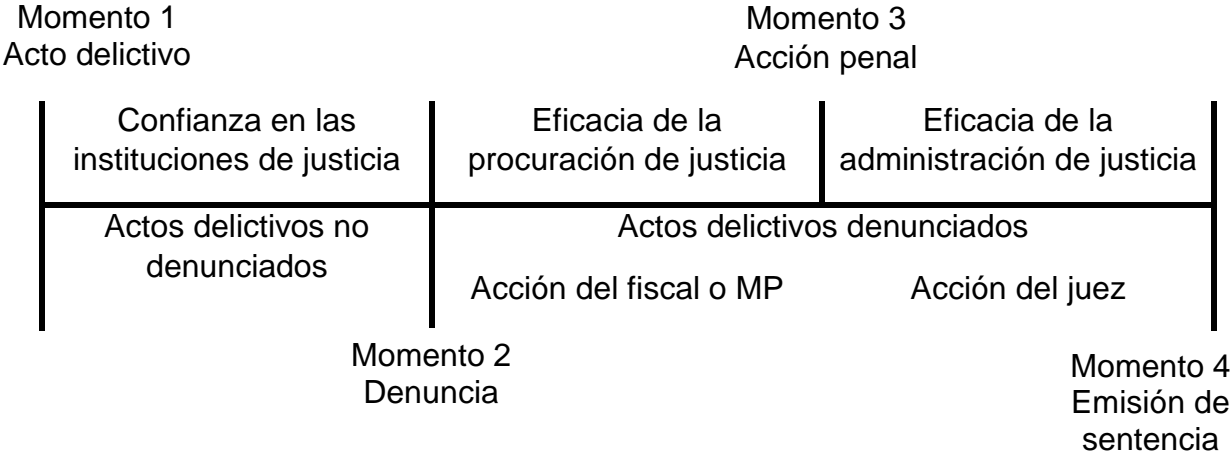 Momento 1
Acto delictivo
Momento 3
Acción penal
Confianza en las
instituciones de justicia
Eficacia de la
procuración de justicia
Eficacia de la
administración de justicia
Actos delictivos no
denunciados
Actos delictivos denunciados
Acción del fiscal o MP
Acción del juez
Momento 2
Denuncia
Momento 4
Emisión de
sentencia